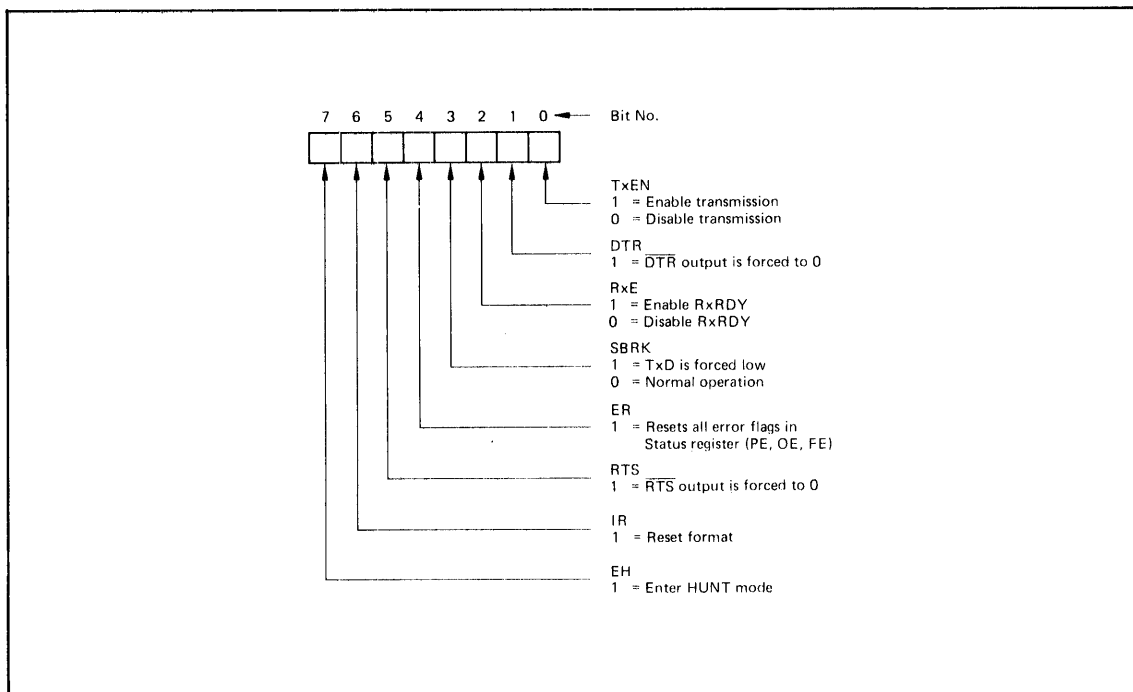 7 6 5 4 3 2 1 0 Bit No.
TxEN
1 = Enable transmission
0 = Disable transmission
DTR
1 = D̅T̅R̅ output is forced to 0
RxE
1 = Enable RxRDY
0 = Disable RxRDY
SBRK
1 = TxD is forced low
0 = Normal operation
ER
1 = Resets all error flags in
Status register (PE, OE, FE)
RTS
1 = R̅T̅S̅ output is forced to 0
IR
1 = Reset format
EH
1 = Enter HUNT mode